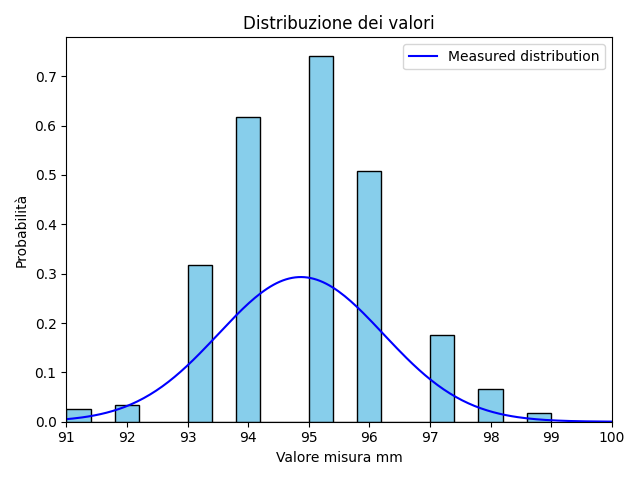 Distribuzione dei valori
Measured distribution
Probabilità
0.7
0.6
0.5
0.4
0.3
0.2
0.1
0.0
91 92 93 94 95 96 97 98 99 100
Valore misura mm